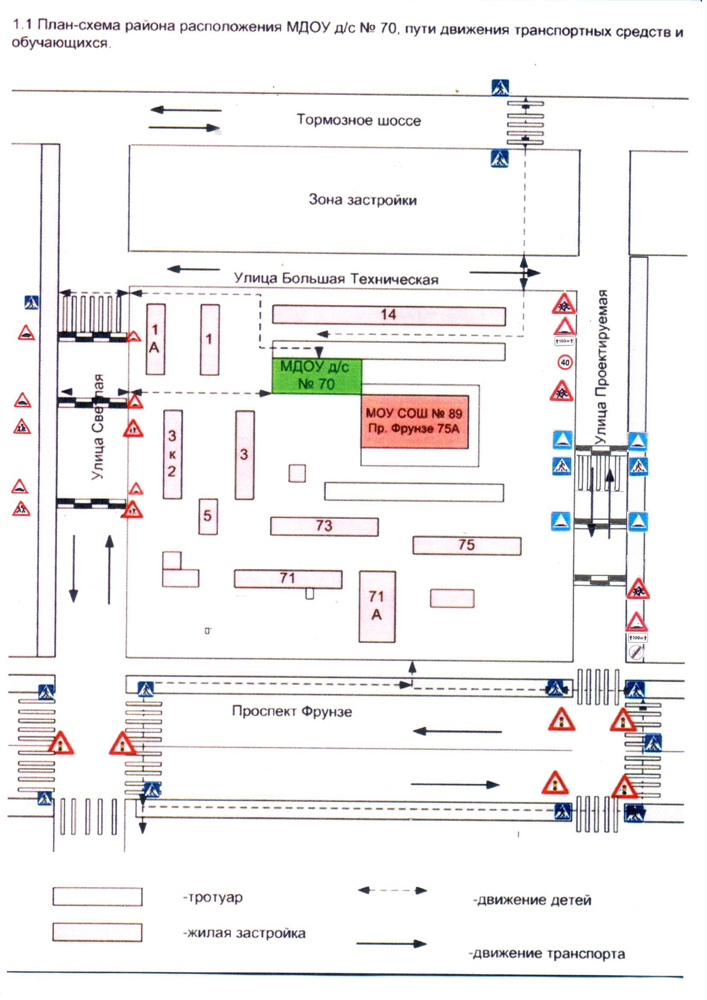 1.1 План-схема района расположения МДОУ д/с № 70, пути движения транспортных средств и
обучающихся.
Тормозное шоссе
Зона застройки
Улица Большая Техническая
1
А
1
14
МДОУ д/с
№ 70
МОУ СОШ № 89
Пр. Фрунзе 75А
Улица Светлая
Улица Проектируемая
↑100м↑
40
3
к
2
3
5
73
75
71
71
А
↑100м↑
Проспект Фрунзе
-тротуар
-движение детей
-жилая застройка
-движение транспорта